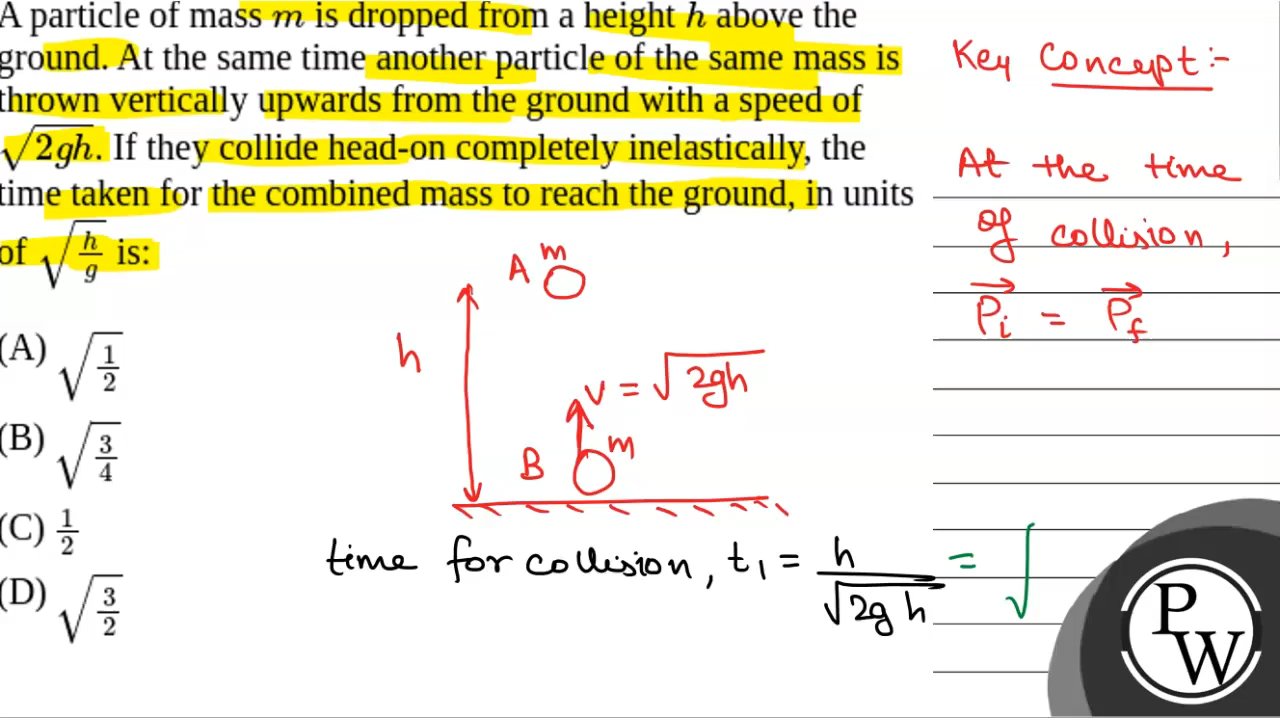 A particle of mass m is dropped from a height h above the
ground. At the same time another particle of the same mass is
thrown vertically upwards from the ground with a speed of
√2gh. If they collide head-on completely inelastically, the
time taken for the combined mass to reach the ground, in units
of √(h/g) is:
(A) √(1/2)
(B) √(3/4)
(C) 1/2
(D) √(3/2)
A m
h
v = √2gh
B m
time for collision, t₁ = h/√2gh = √
Key Concept:-
At the time
of collision,
P⃗i = P⃗f
PW